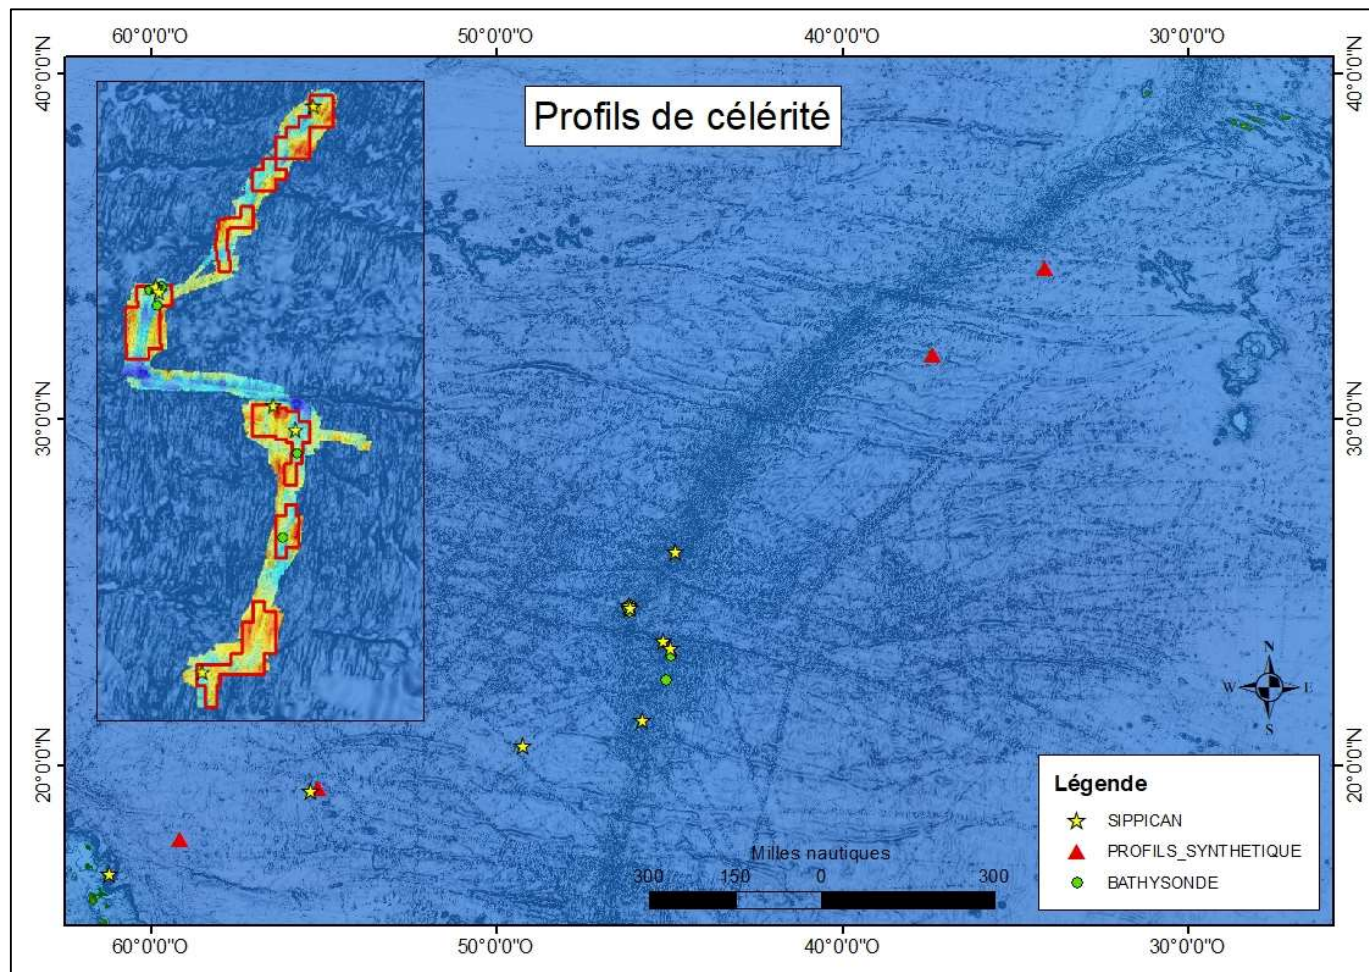 60°0'0"O 50°0'0"O 40°0'0"O 30°0'0"O
40°0'0"N 40°0'0"N
Profils de célérité
30°0'0"N 30°0'0"N
N
W E
S
20°0'0"N 20°0'0"N
Légende
SIPPICAN
PROFILS_SYNTHETIQUE
BATHYSONDE
Milles nautiques
300 150 0 300
60°0'0"O 50°0'0"O 40°0'0"O 30°0'0"O